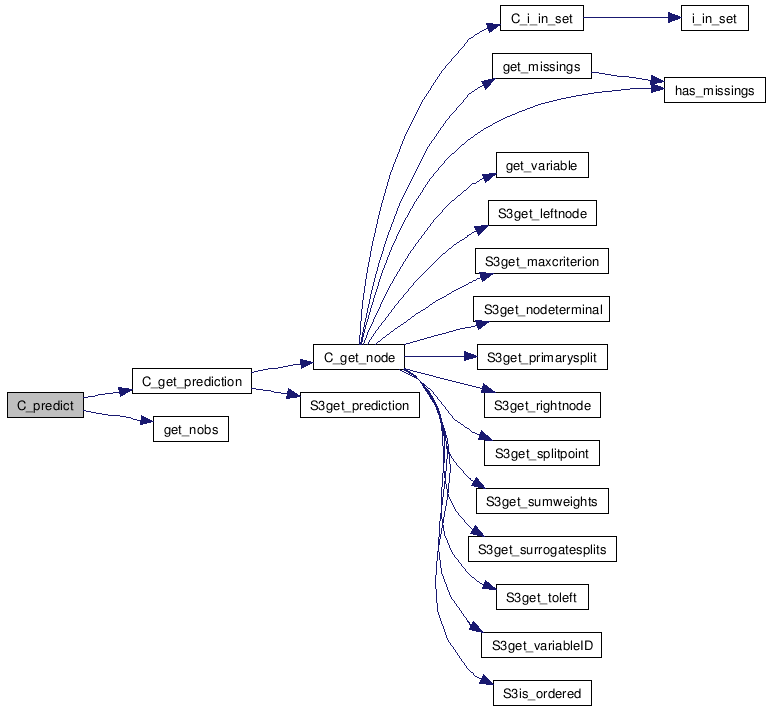 C_i_in_set
i_in_set
get_missings
has_missings
get_variable
S3get_leftnode
S3get_maxcriterion
S3get_nodeterminal
C_get_node
S3get_primarysplit
C_get_prediction
C_predict
S3get_prediction
S3get_rightnode
get_nobs
S3get_splitpoint
S3get_sumweights
S3get_surrogatesplits
S3get_toleft
S3get_variableID
S3is_ordered